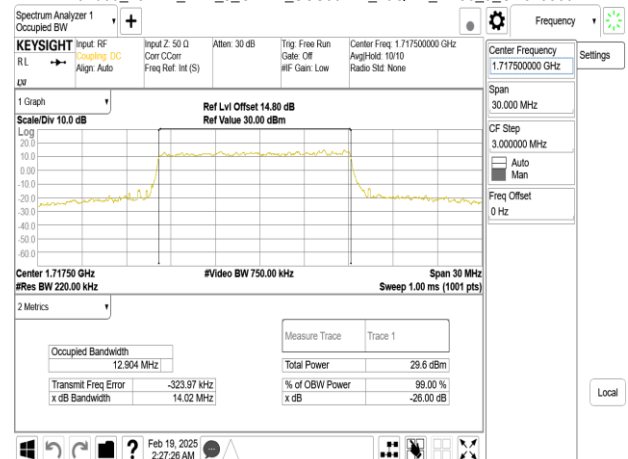 Spectrum Analyzer 1
Occupied BW
Frequency
KEYSIGHT
RL
Input: RF
Coupling: DC
Align: Auto
Input Z: 50 Ω
Corr CCorr
Freq Ref: Int (S)
Atten: 30 dB
Trig: Free Run
Gate: Off
#IF Gain: Low
Center Freq: 1.717500000 GHz
Avg|Hold: 10/10
Radio Std: None
Center Frequency
1.717500000 GHz
Settings
Span
30.000 MHz
CF Step
3.000000 MHz
Auto
Man
Freq Offset
0 Hz
Local
1 Graph
Scale/Div 10.0 dB
Ref Lvl Offset 14.80 dB
Ref Value 30.00 dBm
Log
20.0
10.0
0.00
-10.0
-20.0
-30.0
-40.0
-50.0
-60.0
Center 1.71750 GHz
#Res BW 220.00 kHz
#Video BW 750.00 kHz
Span 30 MHz
Sweep 1.00 ms (1001 pts)
2 Metrics
Measure Trace Trace 1
Occupied Bandwidth
12.904 MHz
Total Power 29.6 dBm
Transmit Freq Error -323.97 kHz
% of OBW Power 99.00 %
x dB Bandwidth 14.02 MHz
x dB -26.00 dB
Feb 19, 2025
2:27:26 AM